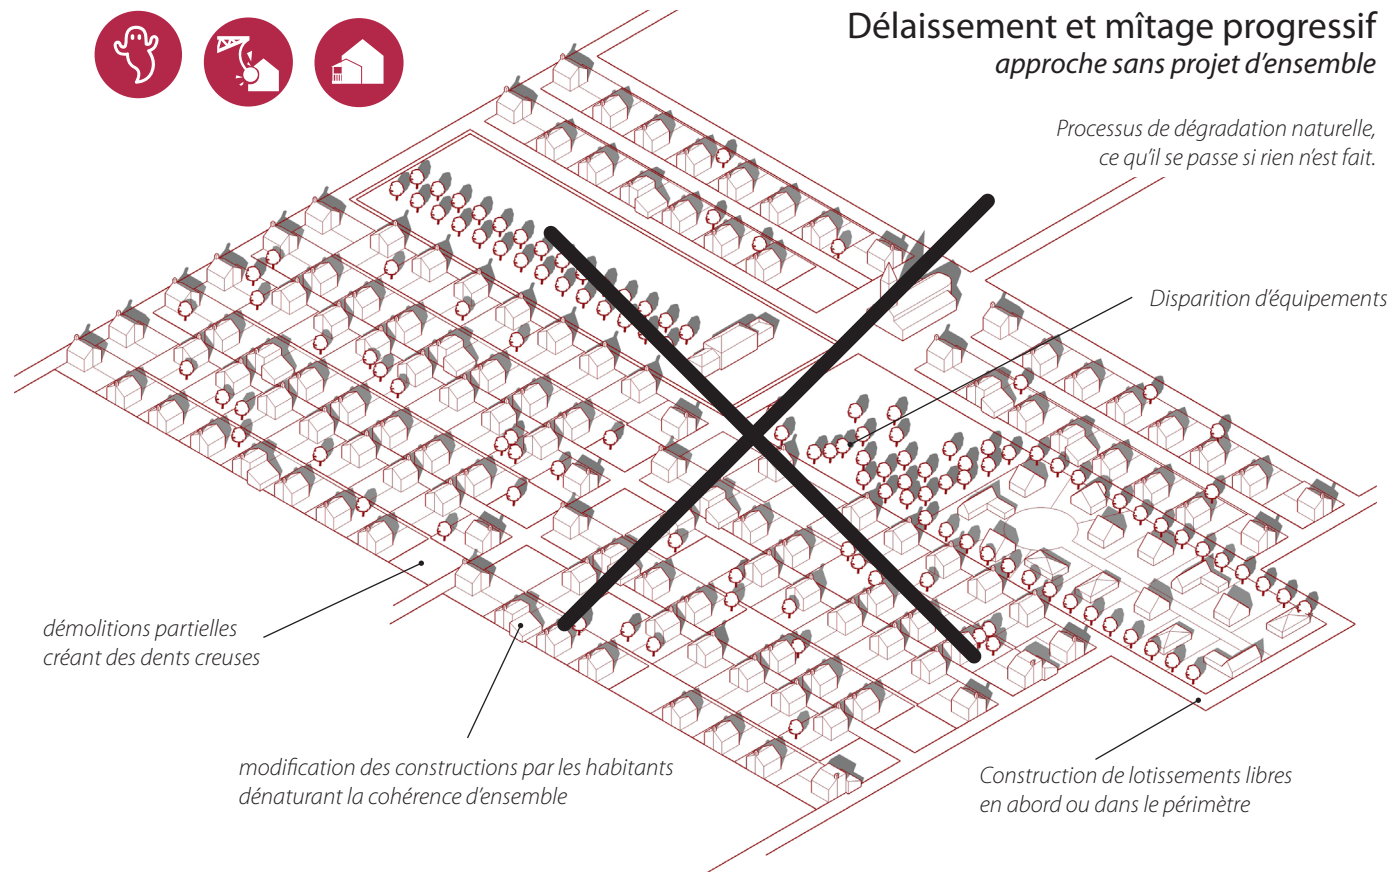 Délaissement et mîtage progressif
approche sans projet d'ensemble
Processus de dégradation naturelle,
ce qu'il se passe si rien n'est fait.
Disparition d'équipements
démolitions partielles
créant des dents creuses
modification des constructions par les habitants
dénaturant la cohérence d'ensemble
Construction de lotissements libres
en abord ou dans le périmètre